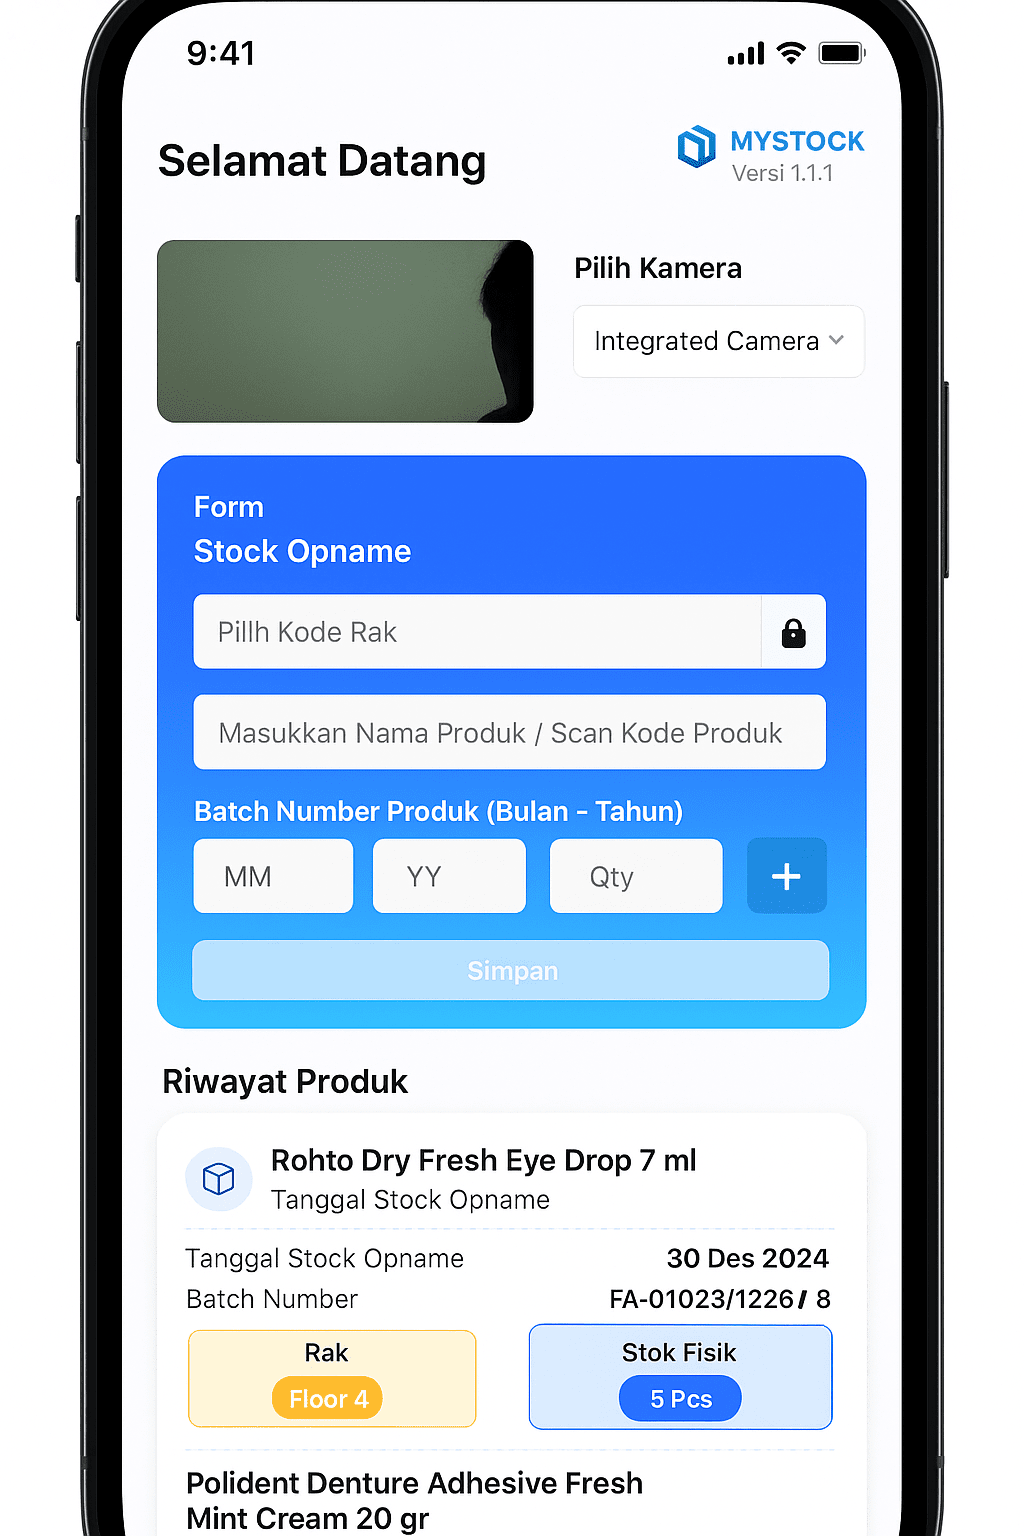 9:41
Selamat Datang
MYSTOCK
Versi 1.1.1
Pilih Kamera
Integrated Camera
Form
Stock Opname
Pillh Kode Rak
Masukkan Nama Produk / Scan Kode Produk
Batch Number Produk (Bulan - Tahun)
MM YY Qty +
Simpan
Riwayat Produk
Rohto Dry Fresh Eye Drop 7 ml
Tanggal Stock Opname
Tanggal Stock Opname 30 Des 2024
Batch Number FA-01023/1226/ 8
Rak Stok Fisik
Floor 4 5 Pcs
Polident Denture Adhesive Fresh
Mint Cream 20 gr